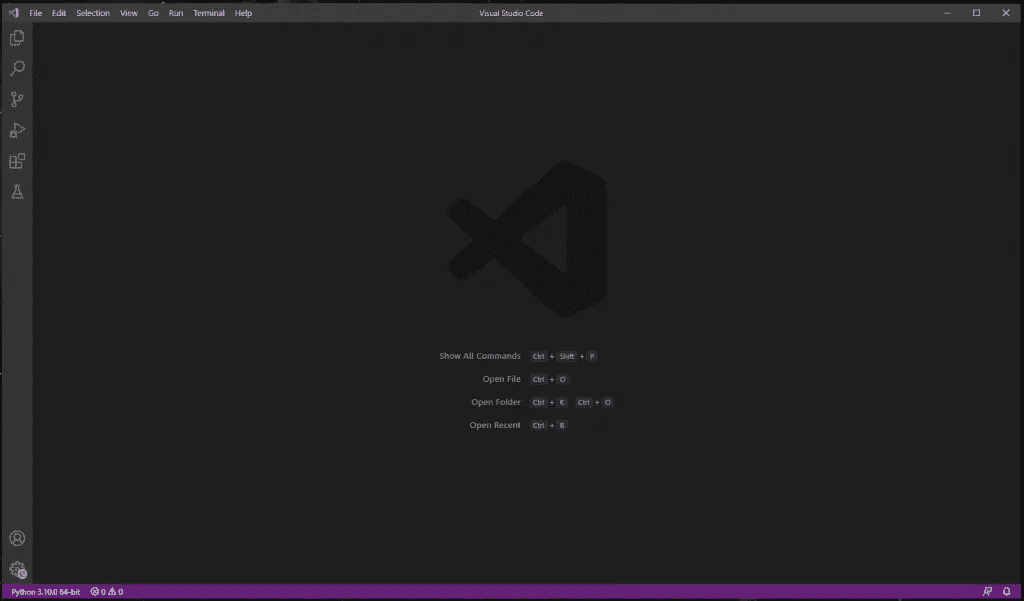 File Edit Selection View Go Run Terminal Help Visual Studio Code
Show All Commands Ctrl + Shift + P
Open File Ctrl + O
Open Folder Ctrl + K Ctrl + O
Open Recent Ctrl + R
Python 3.10.0 64-bit 0 0